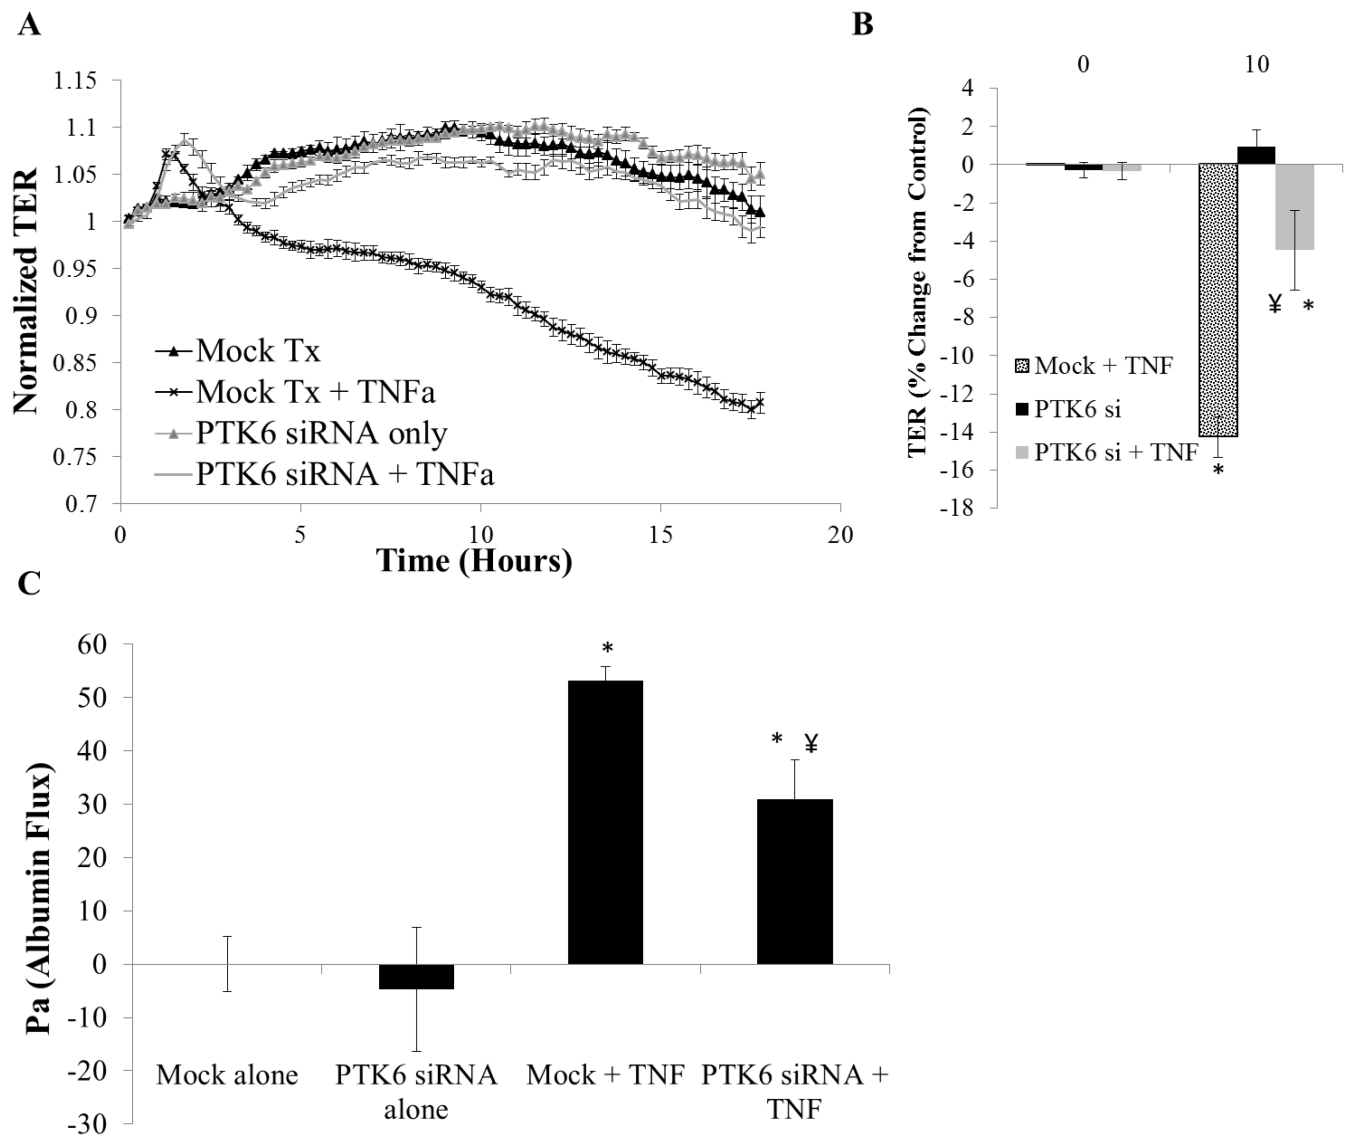 A
Normalized TER
1.15
1.1
1.05
1
0.95
0.9
0.85
0.8
0.75
0.7
Mock Tx
Mock Tx + TNFa
PTK6 siRNA only
PTK6 siRNA + TNFa
0
5
10
15
20
Time (Hours)
B
TER (% Change from Control)
0
10
4
2
0
-2
-4
-6
-8
-10
-12
-14
-16
-18
¥ *
Mock + TNF
PTK6 si
PTK6 si + TNF
*
C
Pa (Albumin Flux)
60
50
40
30
20
10
0
-10
-20
-30
*
* ¥
Mock alone
PTK6 siRNA
alone
Mock + TNF
PTK6 siRNA +
TNF